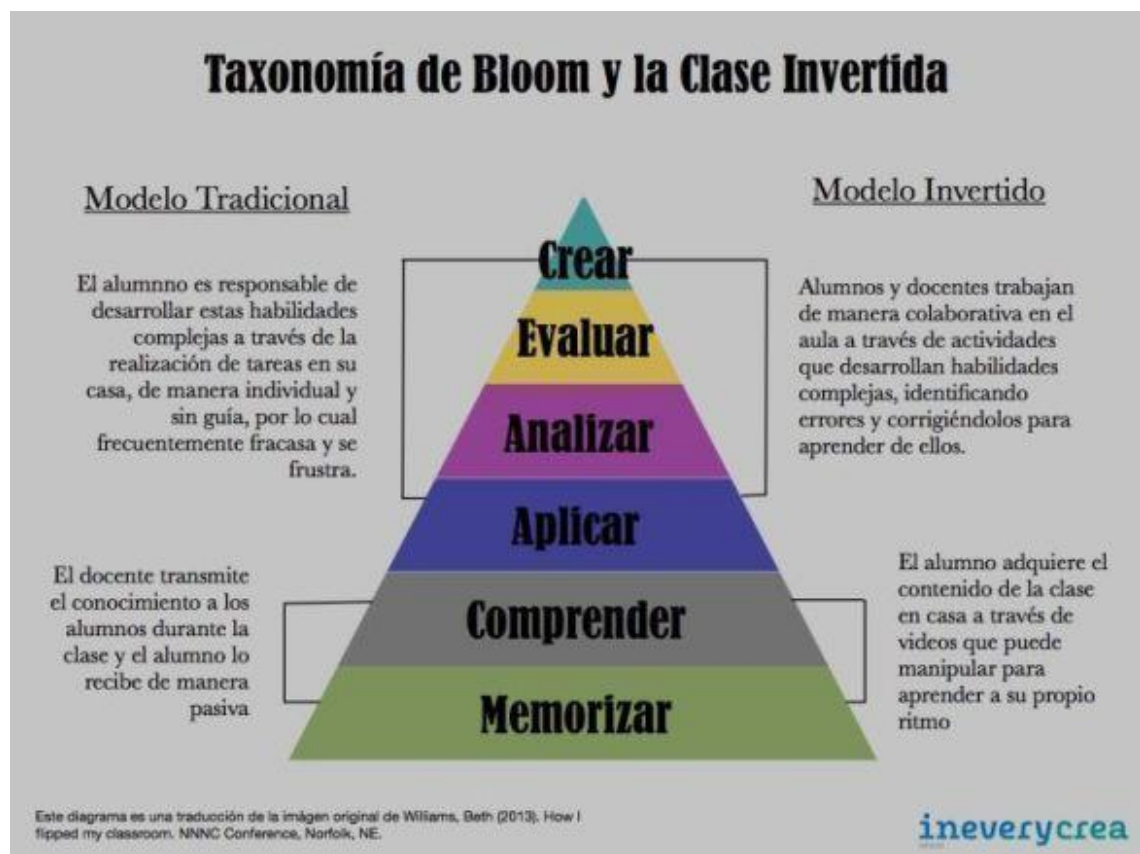 Taxonomía de Bloom y la Clase Invertida
Modelo Tradicional
El alumnno es responsable de
desarrollar estas habilidades
complejas a través de la
realización de tareas en su
casa, de manera individual y
sin guía, por lo cual
frecuentemente fracasa y se
frustra.
El docente transmite
el conocimiento a los
alumnos durante la
clase y el alumno lo
recibe de manera
pasiva
Crear
Evaluar
Analizar
Aplicar
Comprender
Memorizar
Modelo Invertido
Alumnos y docentes trabajan
de manera colaborativa en el
aula a través de actividades
que desarrollan habilidades
complejas, identificando
errores y corrigiéndolos para
aprender de ellos.
El alumno adquiere el
contenido de la clase
en casa a través de
videos que puede
manipular para
aprender a su propio
ritmo
Este diagrama es una traducción de la imágen original de Williams, Beth (2013). How I
flipped my classroom. NNNC Conference, Norfolk, NE.
ineverycrea